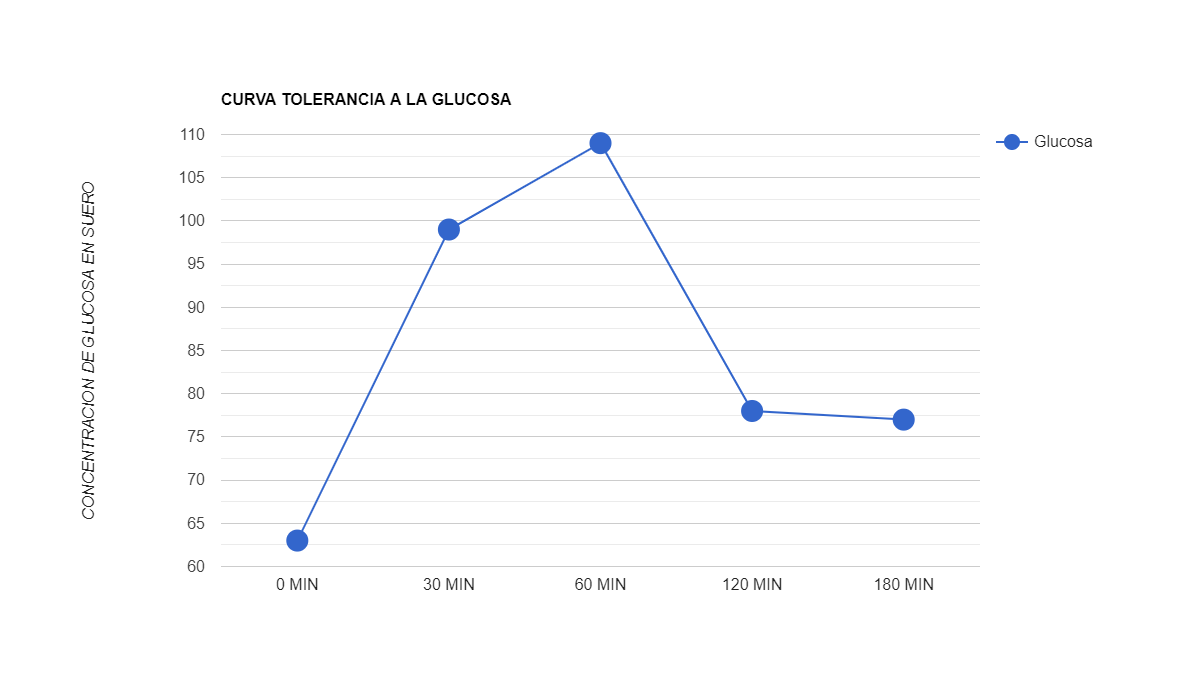 CURVA TOLERANCIA A LA GLUCOSA
CONCENTRACION DE GLUCOSA EN SUERO
110
105
100
95
90
85
80
75
70
65
60
0 MIN
30 MIN
60 MIN
120 MIN
180 MIN
Glucosa